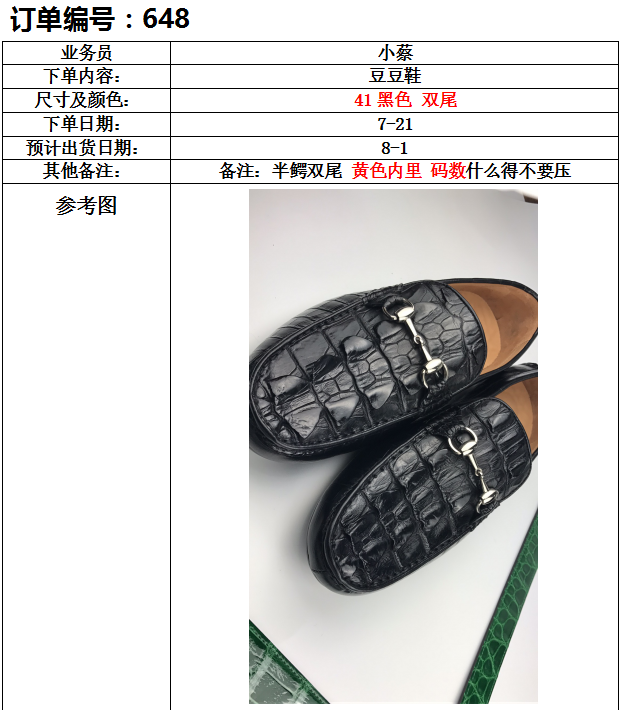 订单编号：648
业务员 小蔡
下单内容： 豆豆鞋
尺寸及颜色： 41 黑色 双尾
下单日期： 7-21
预计出货日期： 8-1
其他备注： 备注：半鳄双尾 黄色内里 码数什么得不要压
参考图